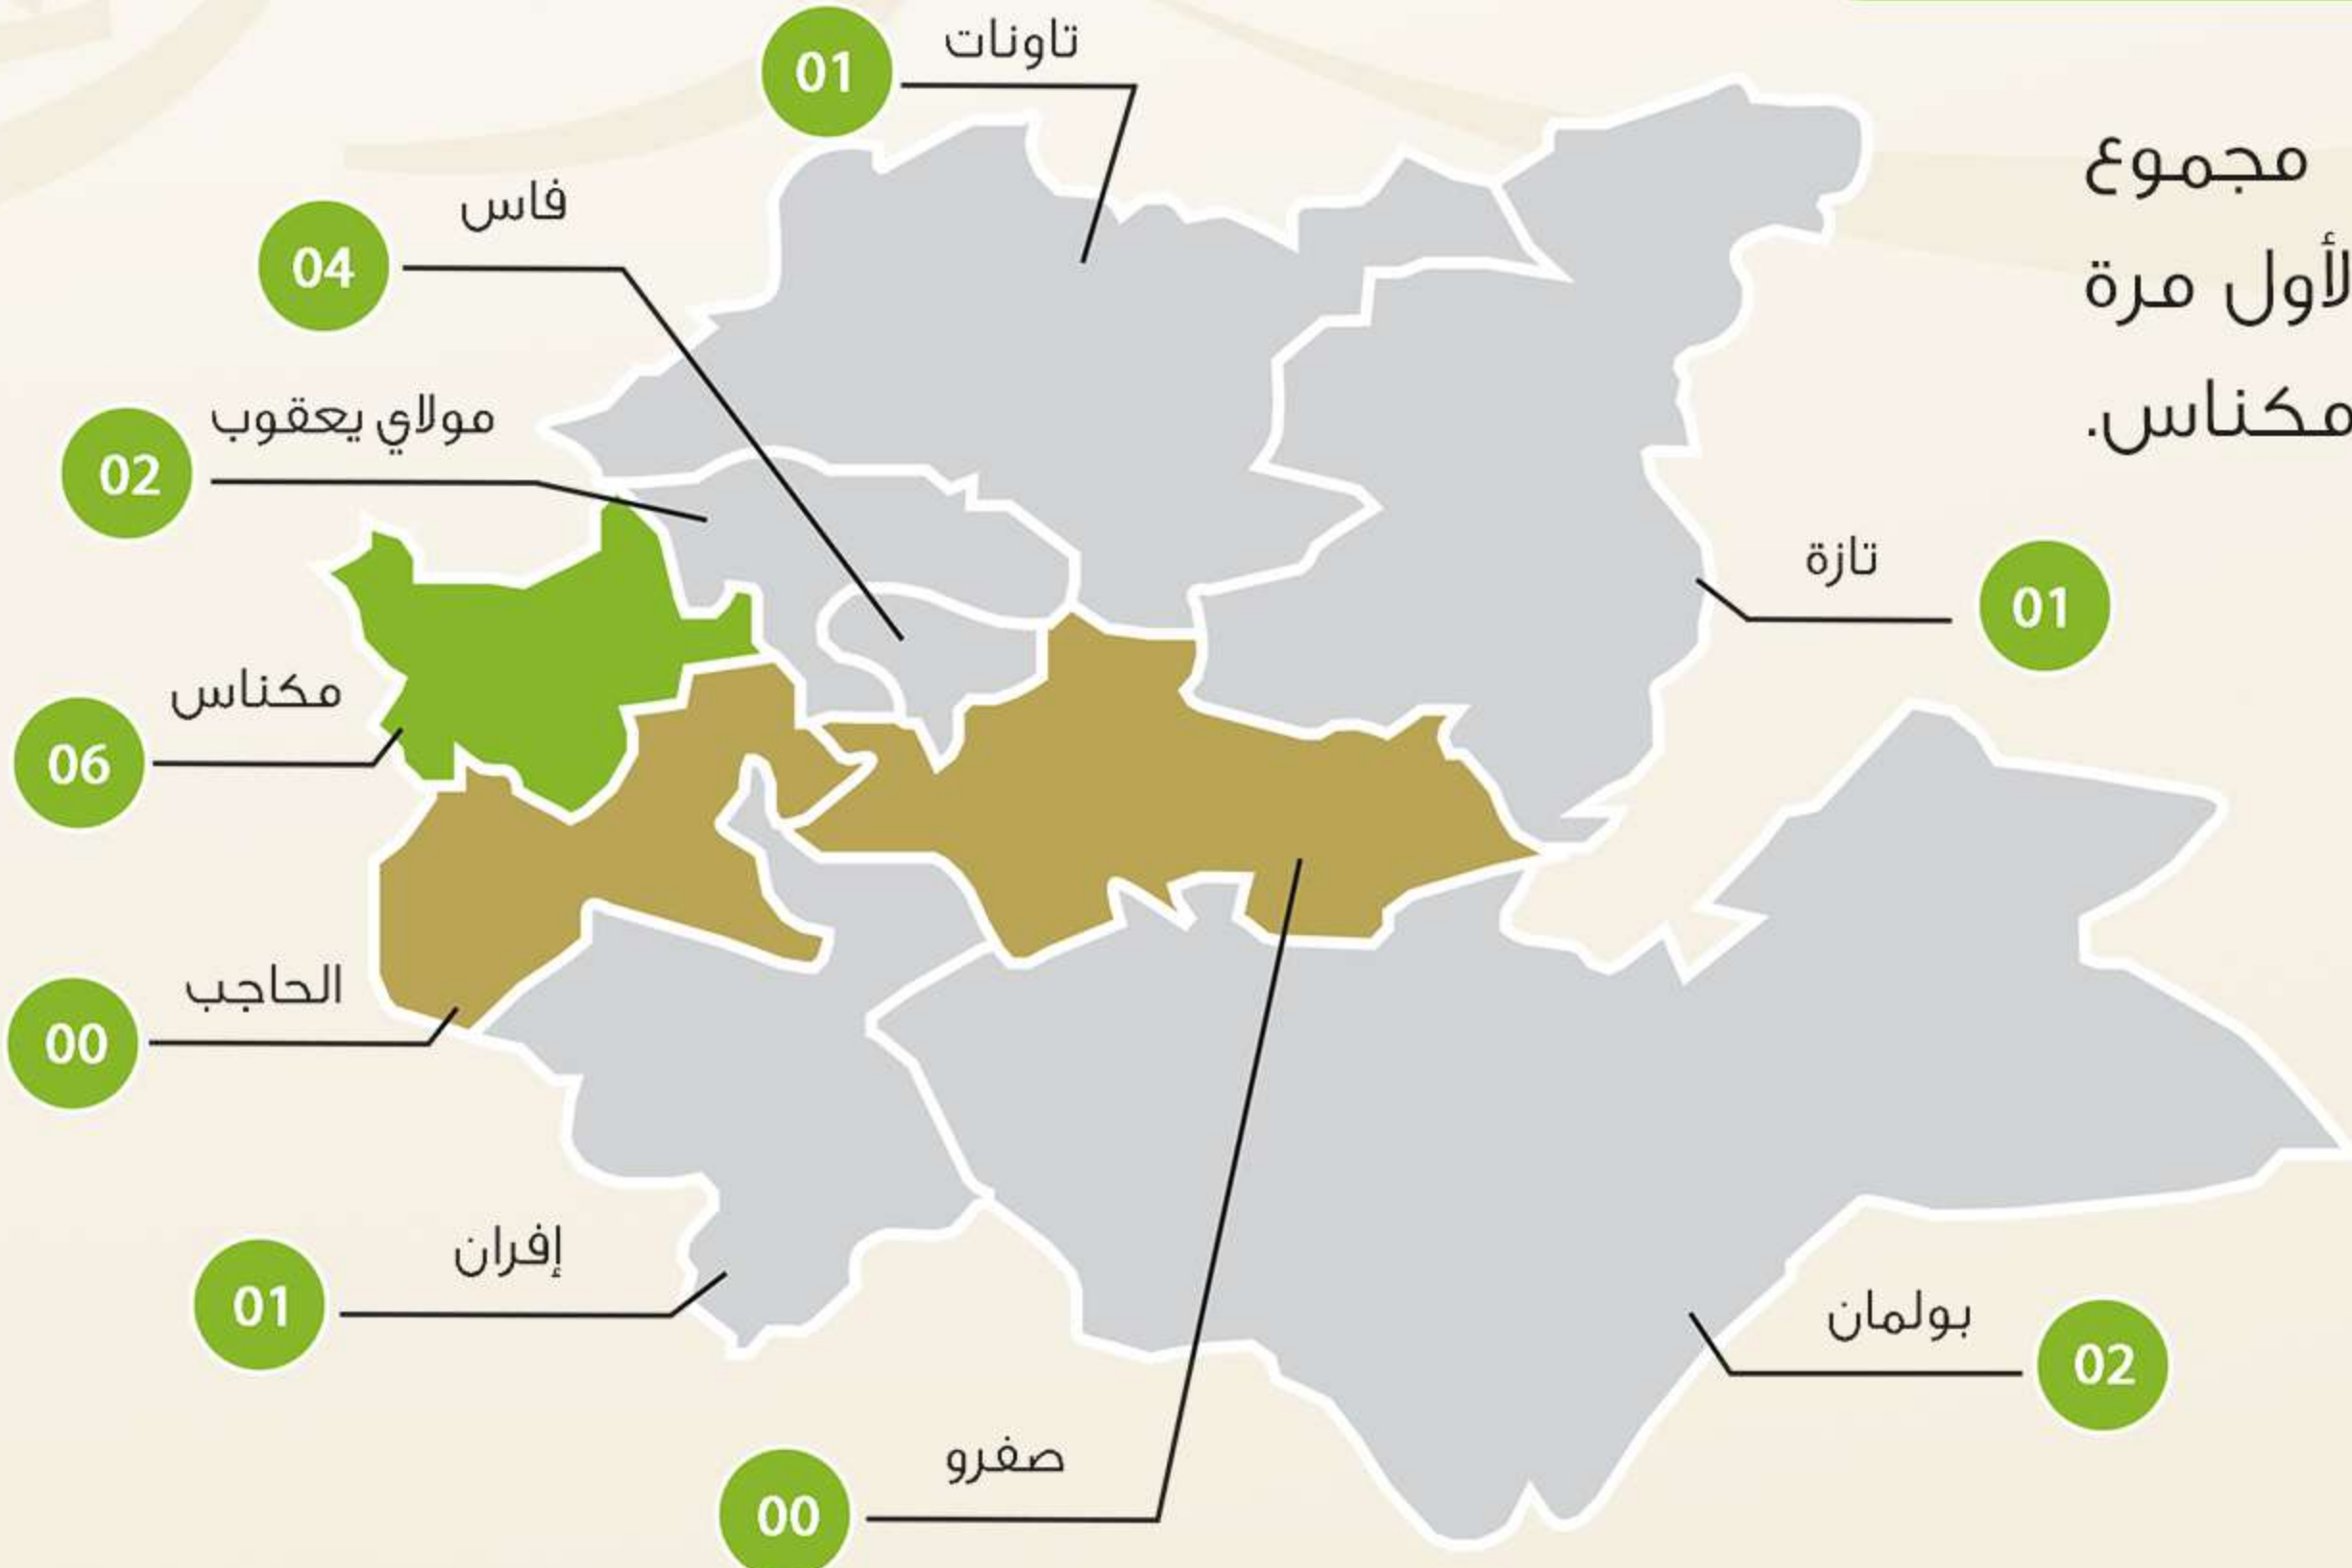 تاونات
01
مجموع
لأول مرة
مكناس.
فاس
04
مولاي يعقوب
02
تازة
01
مكناس
06
الحاجب
00
إفران
01
بولمان
02
صفرو
00